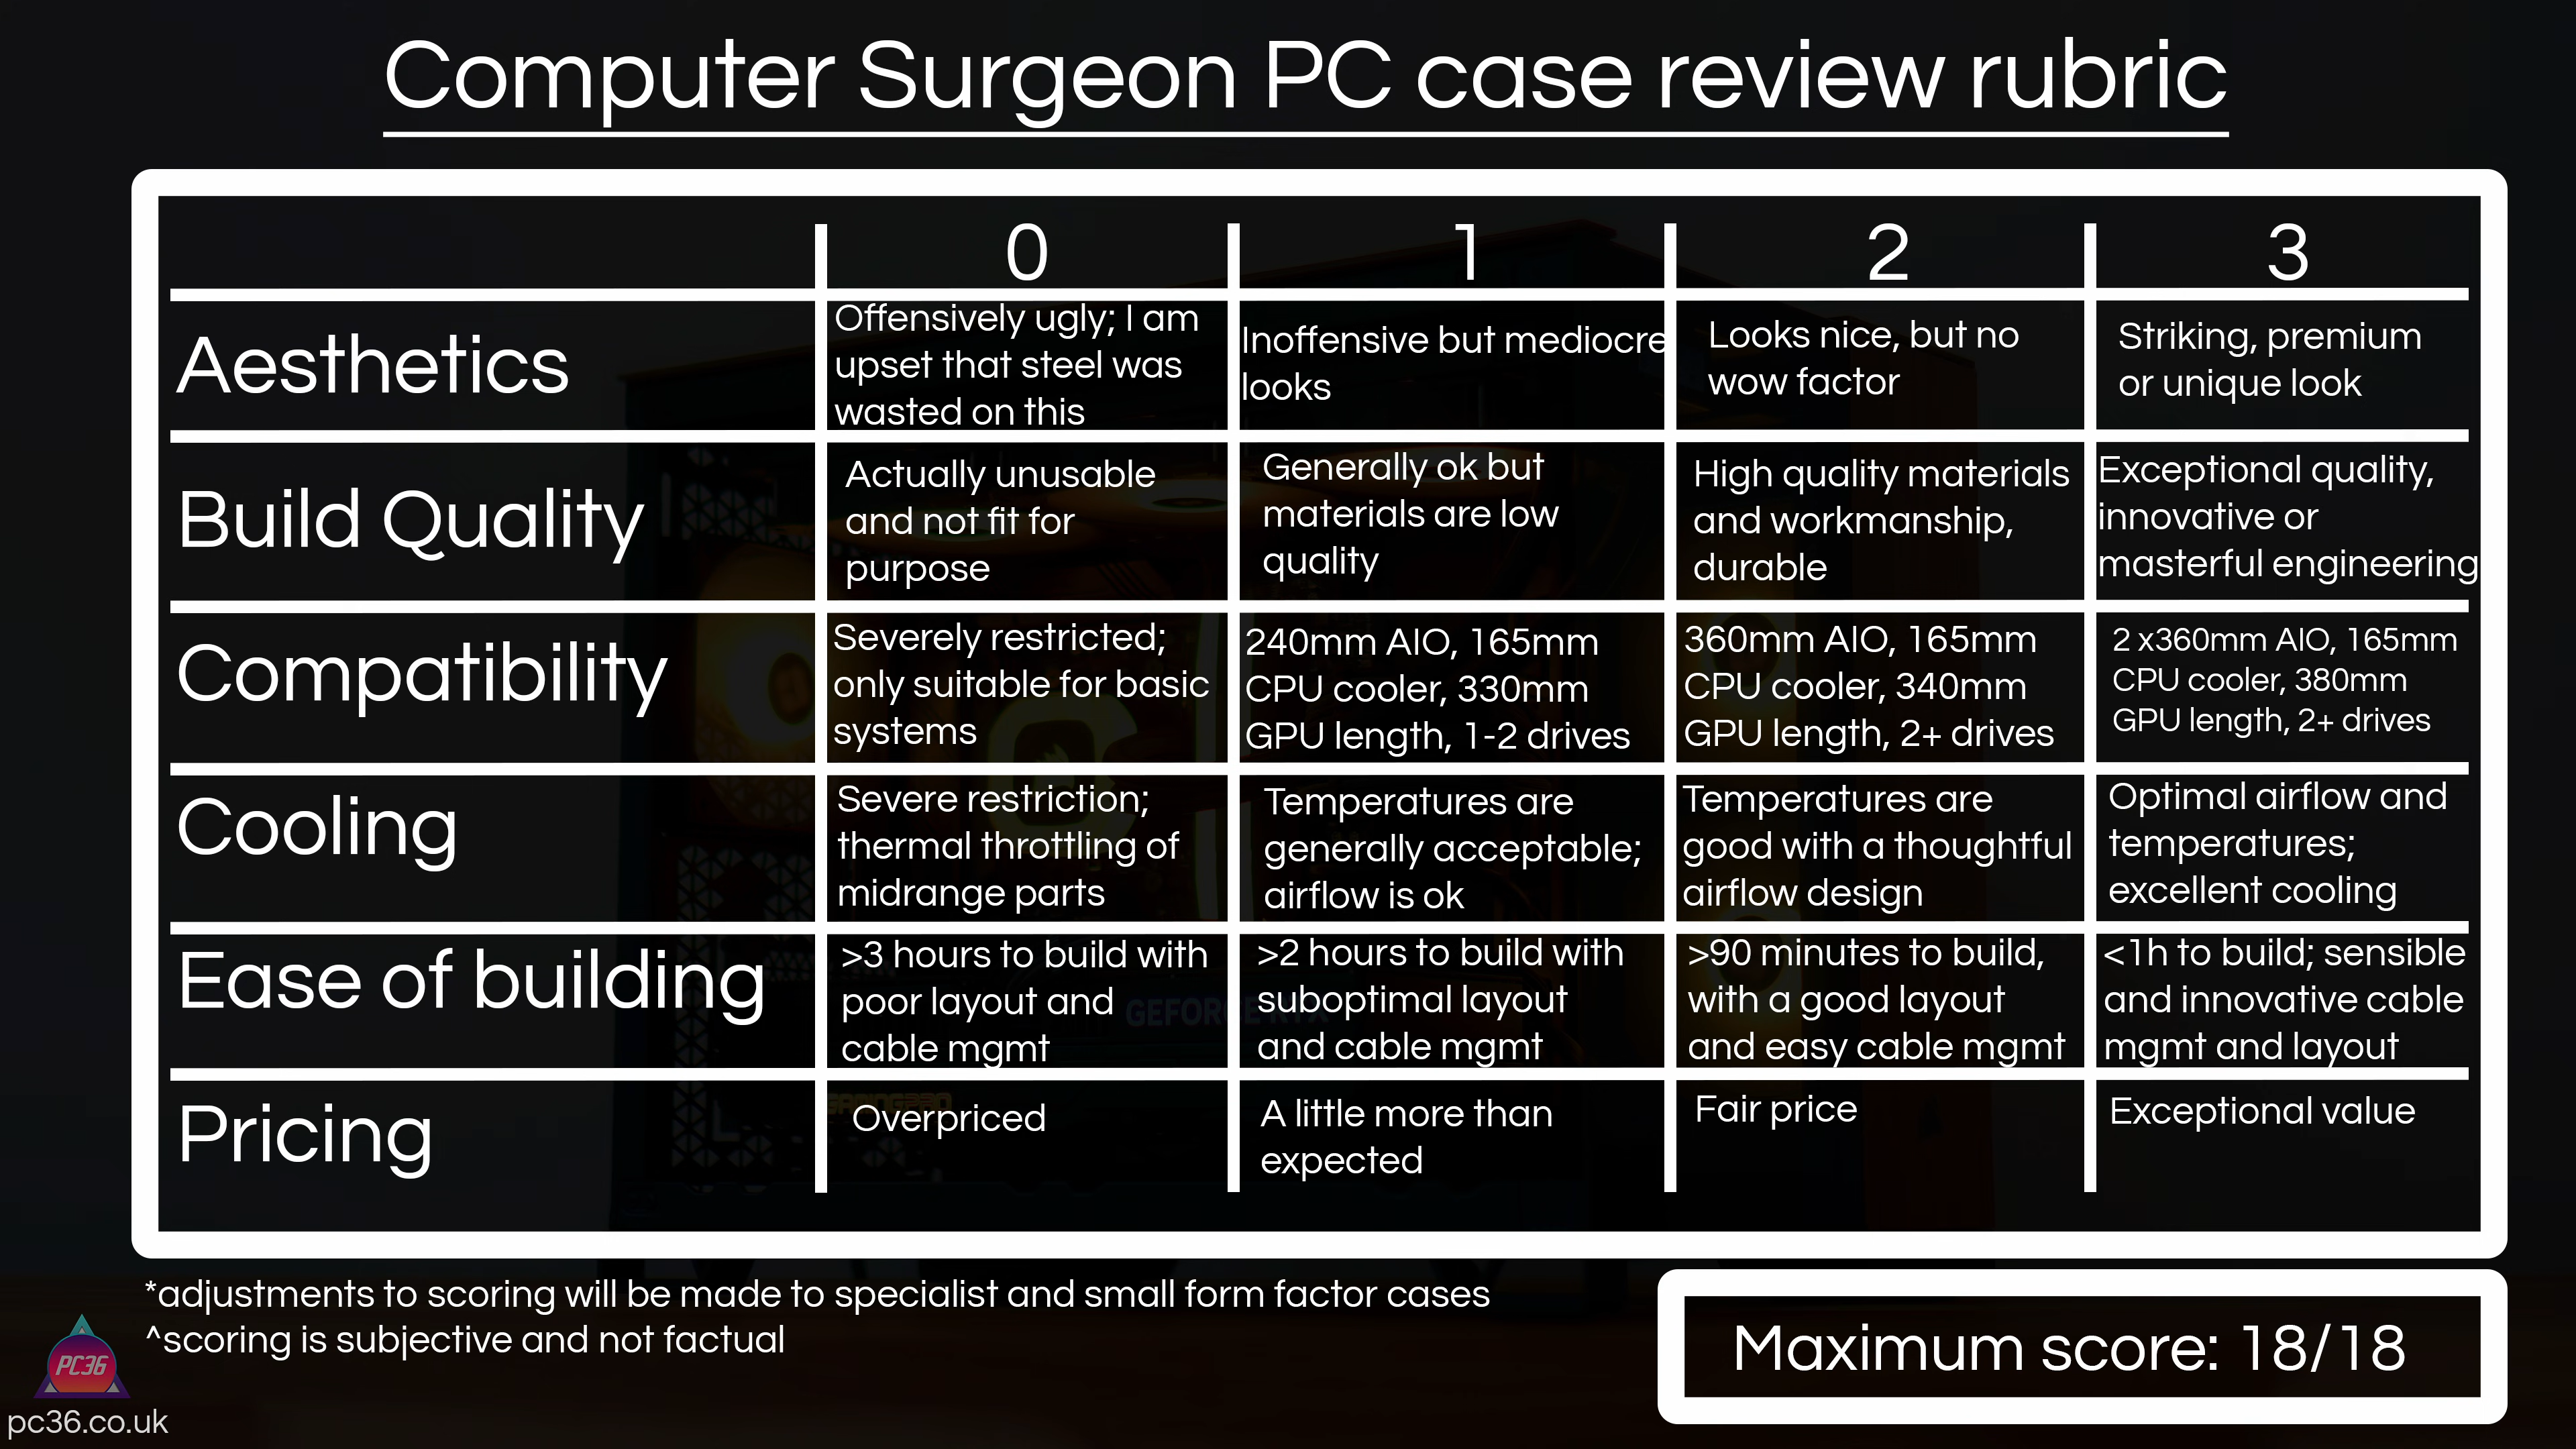 Computer Surgeon PC case review rubric
0
1
2
3
Aesthetics
Offensively ugly; I am
upset that steel was
wasted on this
Inoffensive but mediocre
looks
Looks nice, but no
wow factor
Striking, premium
or unique look
Build Quality
Actually unusable
and not fit for
purpose
Generally ok but
materials are low
quality
High quality materials
and workmanship,
durable
Exceptional quality,
innovative or
masterful engineering
Compatibility
Severely restricted;
only suitable for basic
systems
240mm AIO, 165mm
CPU cooler, 330mm
GPU length, 1-2 drives
360mm AIO, 165mm
CPU cooler, 340mm
GPU length, 2+ drives
2 x360mm AIO, 165mm
CPU cooler, 380mm
GPU length, 2+ drives
Cooling
Severe restriction;
thermal throttling of
midrange parts
Temperatures are
generally acceptable;
airflow is ok
Temperatures are
good with a thoughtful
airflow design
Optimal airflow and
temperatures;
excellent cooling
Ease of building
>3 hours to build with
poor layout and
cable mgmt
>2 hours to build with
suboptimal layout
and cable mgmt
>90 minutes to build,
with a good layout
and easy cable mgmt
<1h to build; sensible
and innovative cable
mgmt and layout
GEFORCE RTX
Pricing
Overpriced
A little more than
expected
Fair price
Exceptional value
*adjustments to scoring will be made to specialist and small form factor cases
^scoring is subjective and not factual
Maximum score: 18/18
PC36
pc36.co.uk